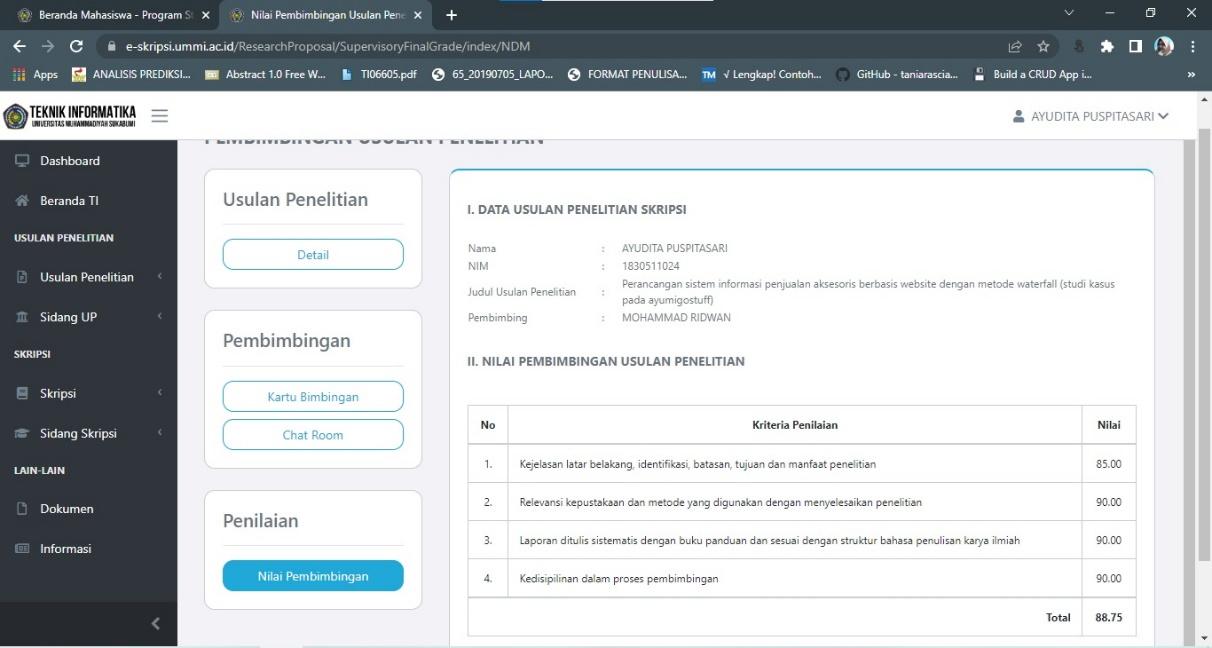 Beranda Mahasiswa - Program St
Nilai Pembimbingan Usulan Pene
e-skripsi.ummi.ac.id/ResearchProposal/SupervisoryFinalGrade/index/NDM
Apps
ANALISIS PREDIKSI...
Abstract 1.0 Free W...
TI06605.pdf
65_20190705_LAPO...
FORMAT PENULISA...
TM √ Lengkap! Contoh...
GitHub - taniarascia...
Build a CRUD App i...
»
TEKNIK INFORMATIKA
UNIVERSITAS MUHAMMADIYAH SUKABUMI
AYUDITA PUSPITASARI
PEMBIMBINGAN USULAN PENELITIAN
Dashboard
Beranda TI
USULAN PENELITIAN
Usulan Penelitian
Sidang UP
SKRIPSI
Skripsi
Sidang Skripsi
LAIN-LAIN
Dokumen
Informasi
Usulan Penelitian
Detail
Pembimbingan
Kartu Bimbingan
Chat Room
Penilaian
Nilai Pembimbingan
I. DATA USULAN PENELITIAN SKRIPSI
Nama : AYUDITA PUSPITASARI
NIM : 1830511024
Judul Usulan Penelitian : Perancangan sistem informasi penjualan aksesoris berbasis website dengan metode waterfall (studi kasus
pada ayumigostuff)
Pembimbing : MOHAMMAD RIDWAN
II. NILAI PEMBIMBINGAN USULAN PENELITIAN
No Kriteria Penilaian Nilai
1. Kejelasan latar belakang, identifikasi, batasan, tujuan dan manfaat penelitian 85.00
2. Relevansi kepustakaan dan metode yang digunakan dengan menyelesaikan penelitian 90.00
3. Laporan ditulis sistematis dengan buku panduan dan sesuai dengan struktur bahasa penulisan karya ilmiah 90.00
4. Kedisipilinan dalam proses pembimbingan 90.00
Total 88.75